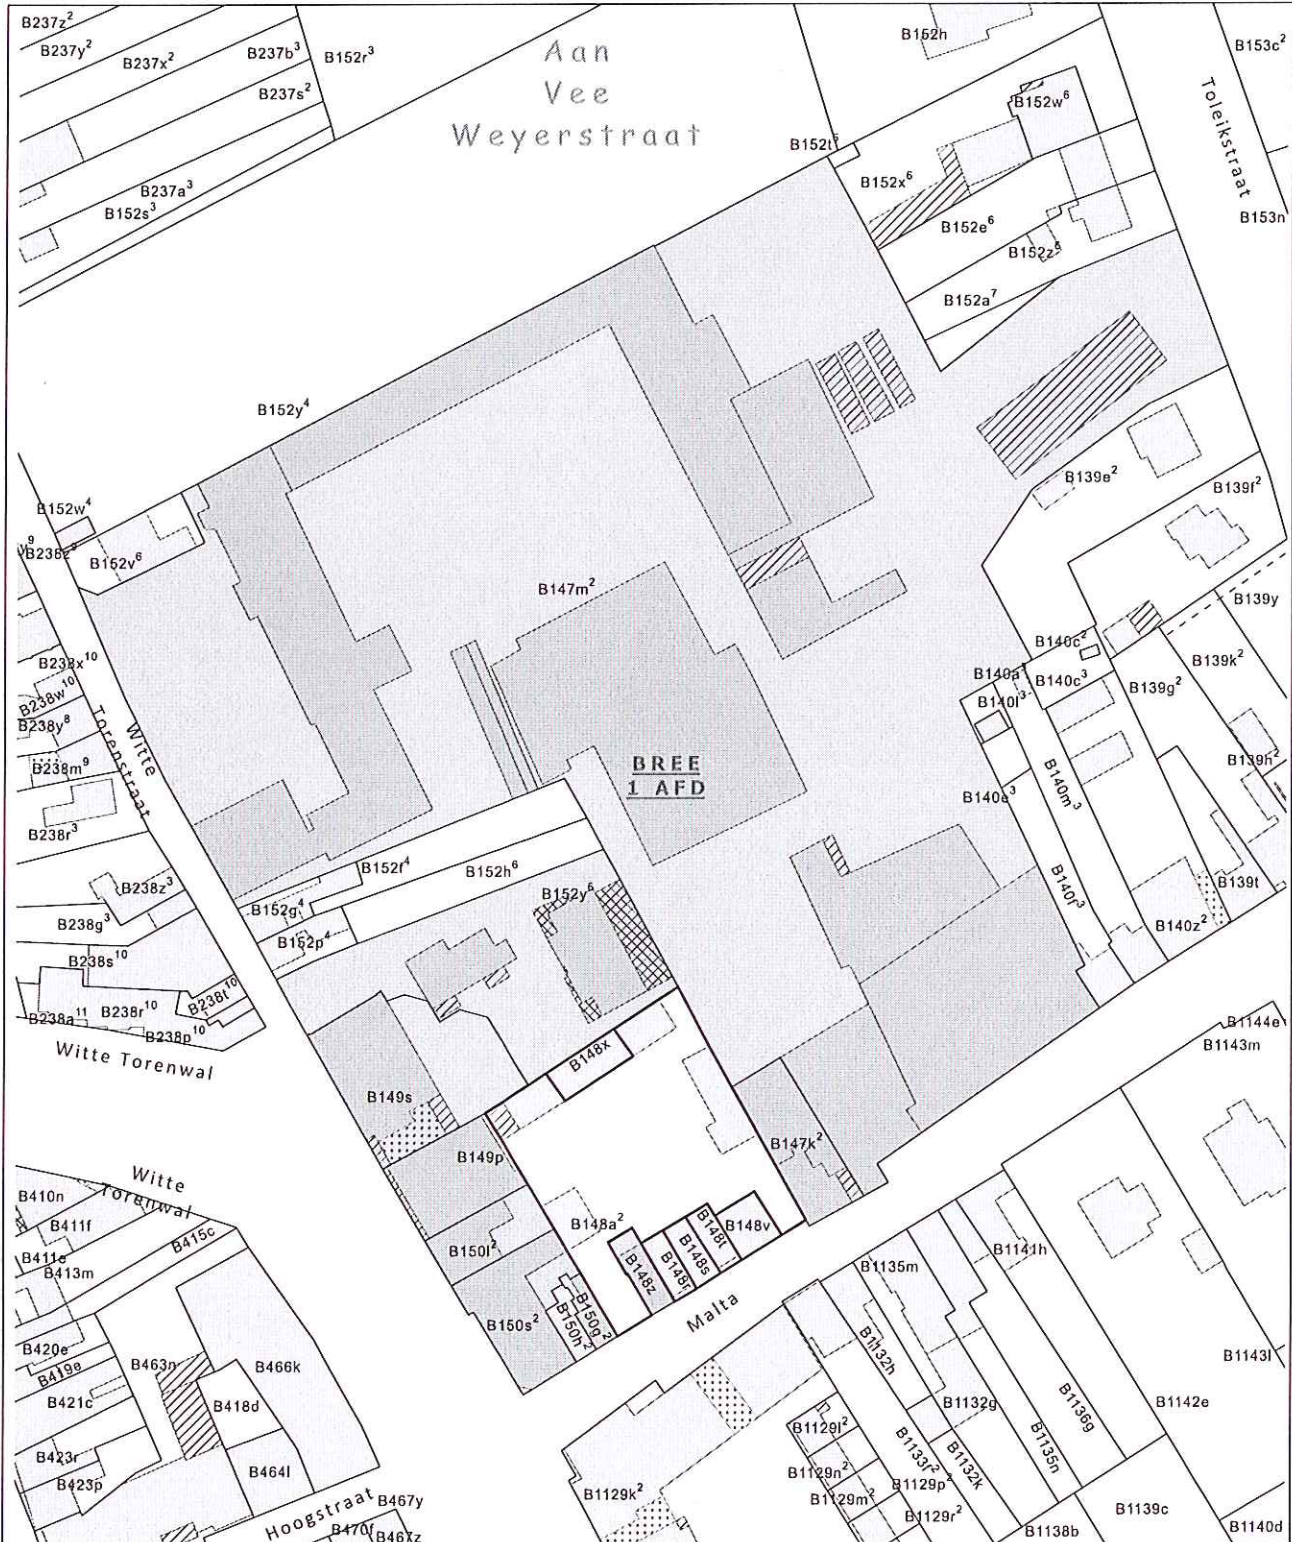 B237z²
B237y²
B237x²
B237b³
B152r³
B237s²
B237a³
B152s³
Aan
Vee
Weyerstraat
B152h
B153c²
B152w⁶
Toleikstraat
B152x⁶
B152e⁶
B153n
B152z⁶
B152a⁷
B152y⁴
B139e²
B139f²
B152w⁴
B152v⁶
B147m²
B139y
B140c²
B139k²
B140c³
B139g²
B140l³
B238x¹⁰
B238w¹⁰
B238y⁸
B238m⁹
Witte
Torenstraat
B238r³
BREE
1 AFD
B139h²
B140m³
B140e³
B152f⁴
B152h⁶
B152y⁶
B238z³
B152g⁴
B238g³
B152p⁴
B140f³
B139t
B140z²
B238s¹⁰
B238t¹⁰
B238r¹⁰
B238a¹¹
B238p¹⁰
Witte Torenwal
B148x
B1144e
B1143m
B149s
B149p
B147k²
Witte
Torenwal
B410n
B411f
B411e
B413m
B415c
B148a²
B150l²
B148z
B148r
B148s
B148t
B148v
B1141h
B1135m
B150s²
B150h²
B150g²
Malta
B420e
B419e
B421c
B463n
B466k
B418d
B1132h
B1132g
B1136g
B1143l
B1142e
B423r
B423p
B464l
B1129l²
B1129n²
B1129m²
B1129k²
B1133f²
B1132k
B1135n
B1129p²
B1129r²
B1139c
B1138b
B1140d
Hoogstraat
B467y
B470f
B467z